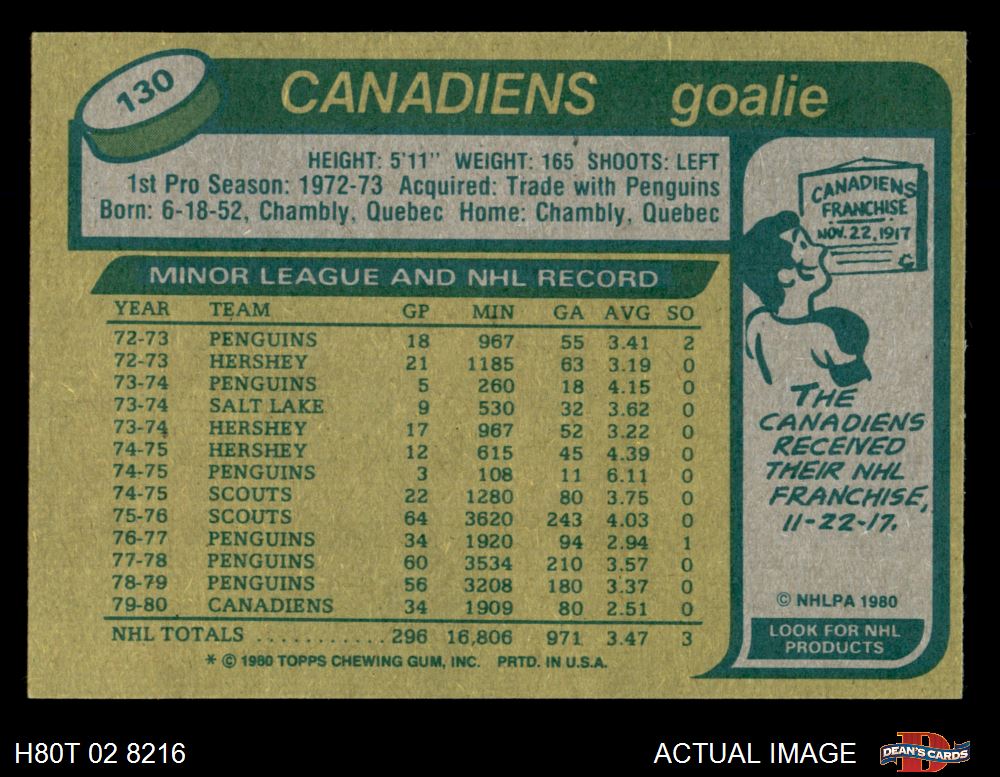 130
CANADIENS goalie
HEIGHT: 5'11" WEIGHT: 165 SHOOTS: LEFT
1st Pro Season: 1972-73 Acquired: Trade with Penguins
Born: 6-18-52, Chambly, Quebec Home: Chambly, Quebec
MINOR LEAGUE AND NHL RECORD
YEAR TEAM GP MIN GA AVG SO
72-73 PENGUINS 18 967 55 3.41 2
72-73 HERSHEY 21 1185 63 3.19 0
73-74 PENGUINS 5 260 18 4.15 0
73-74 SALT LAKE 9 530 32 3.62 0
73-74 HERSHEY 17 967 52 3.22 0
74-75 HERSHEY 12 615 45 4.39 0
74-75 PENGUINS 3 108 11 6.11 0
74-75 SCOUTS 22 1280 80 3.75 0
75-76 SCOUTS 64 3620 243 4.03 0
76-77 PENGUINS 34 1920 94 2.94 1
77-78 PENGUINS 60 3534 210 3.57 0
78-79 PENGUINS 56 3208 180 3.37 0
79-80 CANADIENS 34 1909 80 2.51 0
NHL TOTALS ............ 296 16,806 971 3.47 3
* © 1980 TOPPS CHEWING GUM, INC. PRTD. IN U.S.A.
CANADIENS
FRANCHISE
NOV. 22, 1917
C
THE
CANADIENS
RECEIVED
THEIR NHL
FRANCHISE,
11-22-17.
© NHLPA 1980
LOOK FOR NHL
PRODUCTS
H80T 02 8216
ACTUAL IMAGE
D
DEAN'S CARDS